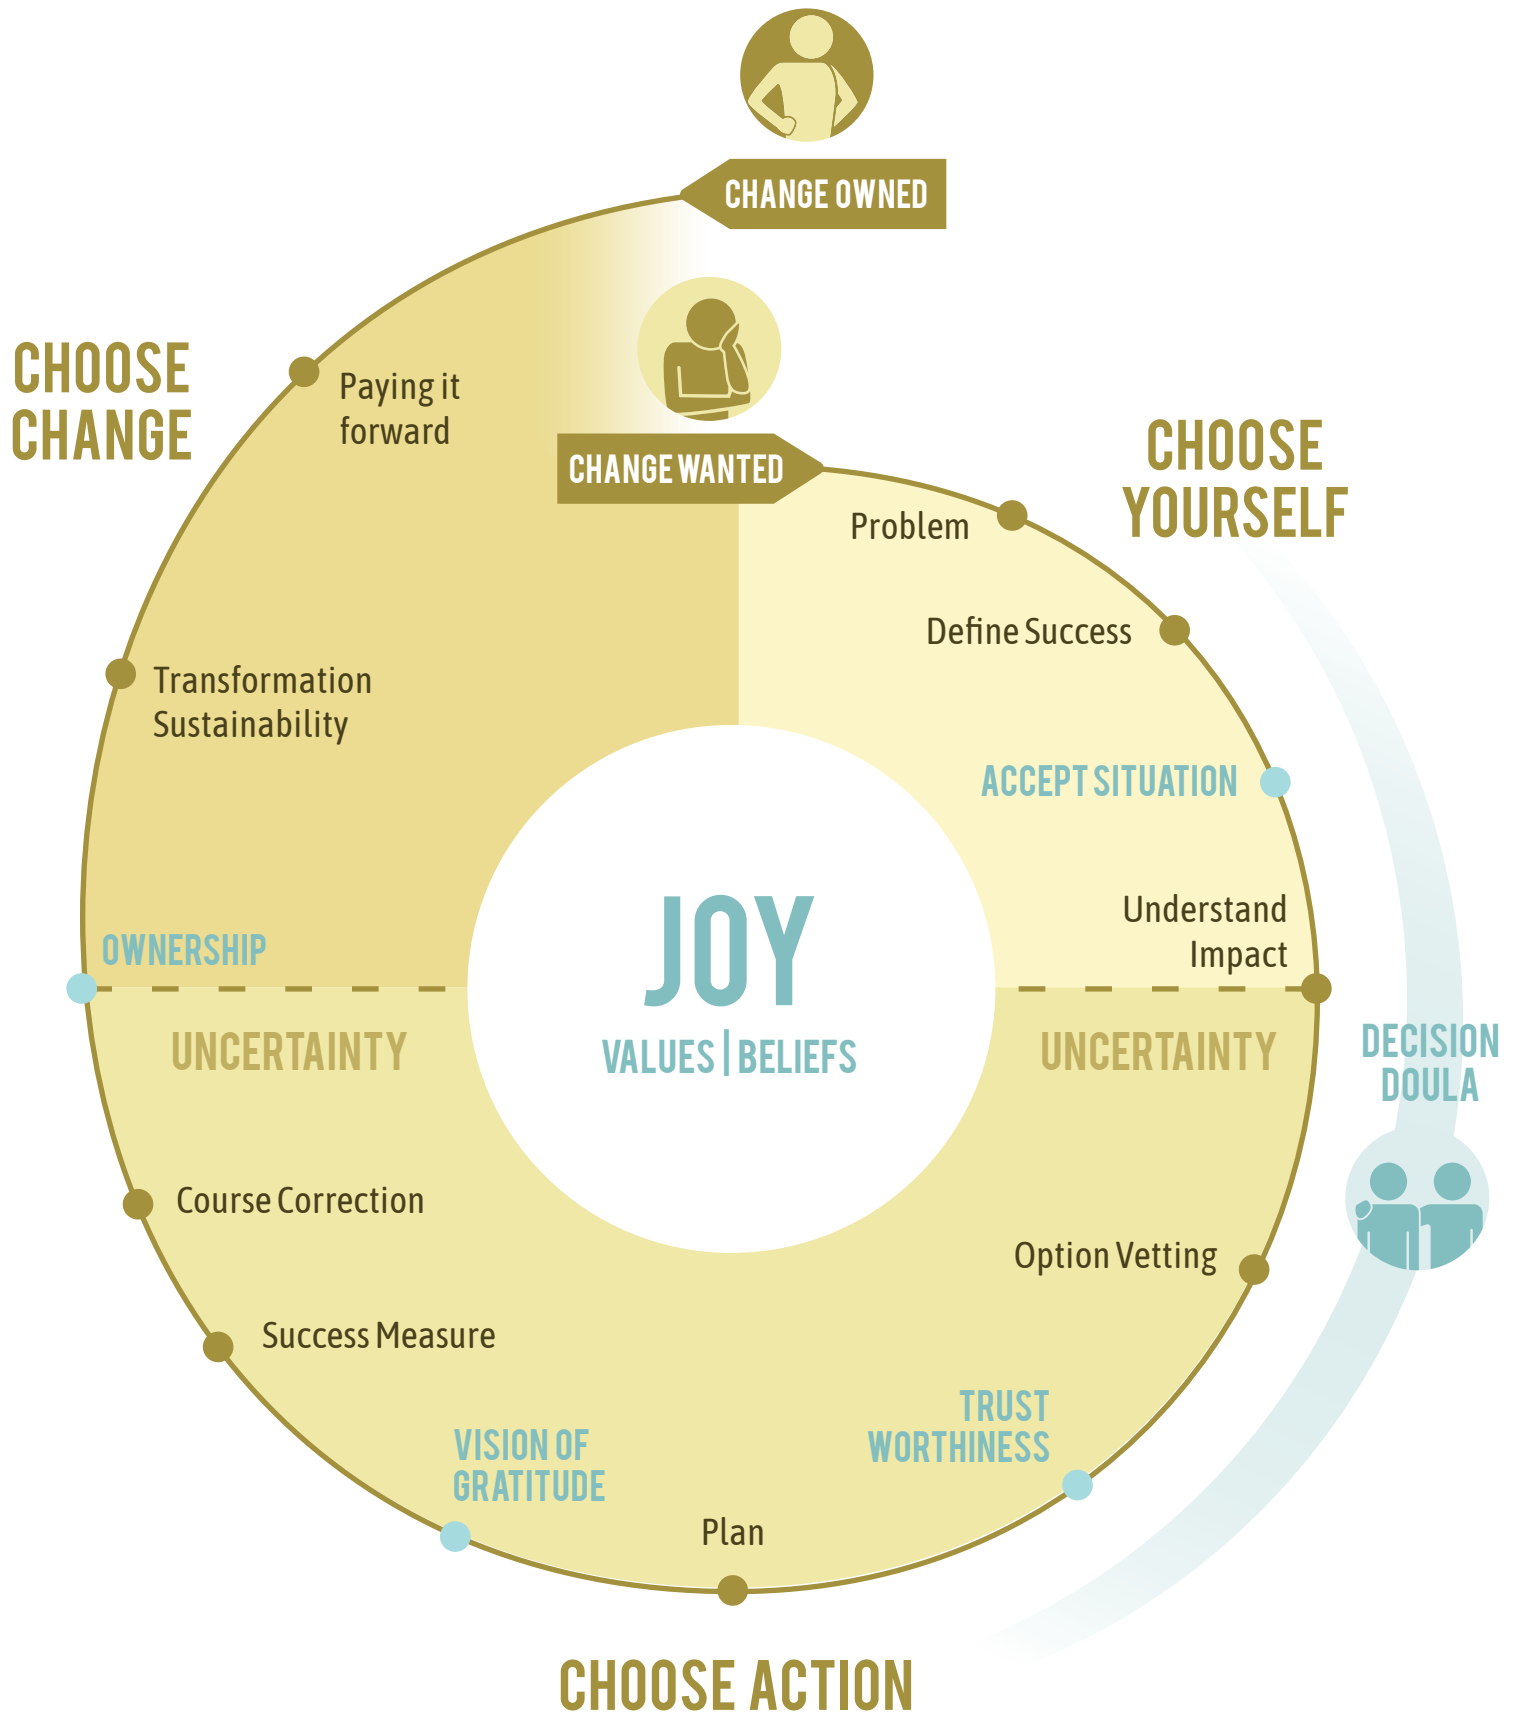 CHANGE OWNED
CHOOSE
CHANGE
Paying it
forward
CHANGE WANTED
CHOOSE
YOURSELF
Problem
Define Success
Transformation
Sustainability
ACCEPT SITUATION
Understand
Impact
OWNERSHIP
JOY
VALUES | BELIEFS
UNCERTAINTY
UNCERTAINTY
DECISION
DOULA
Course Correction
Option Vetting
Success Measure
TRUST
WORTHINESS
VISION OF
GRATITUDE
Plan
CHOOSE ACTION